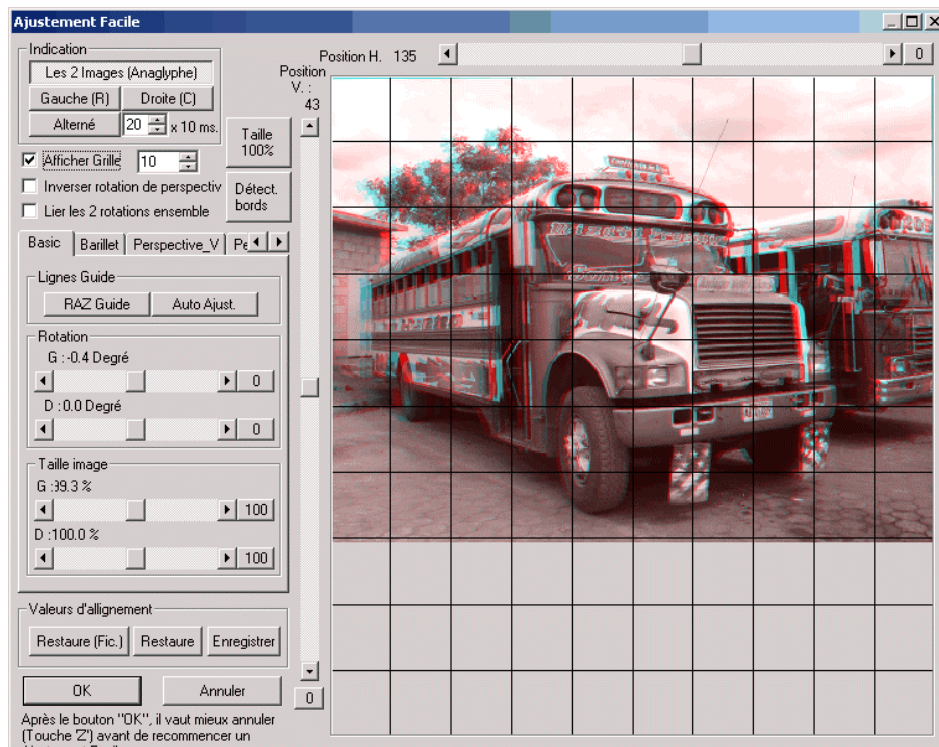 Ajustement Facile
Indication
Les 2 Images (Anaglyphe)
Gauche (R) Droite (C)
Alterné 20 x 10 ms.
Position H. 135 0
Position
V. :
43
Taille
100%
Afficher Grille 10
Inverser rotation de perspectiv
Lier les 2 rotations ensemble
Détect.
bords
Basic Barillet Perspective_V Pe
Lignes Guide
RAZ Guide Auto Ajust.
Rotation
G :-0.4 Degré
0
D :0.0 Degré
0
Taille image
G :99.3 %
100
D :100.0 %
100
Valeurs d'allignement
Restaure (Fic.) Restaure Enregistrer
OK Annuler
0
Après le bouton "OK", il vaut mieux annuler
(Touche 'Z') avant de recommencer un